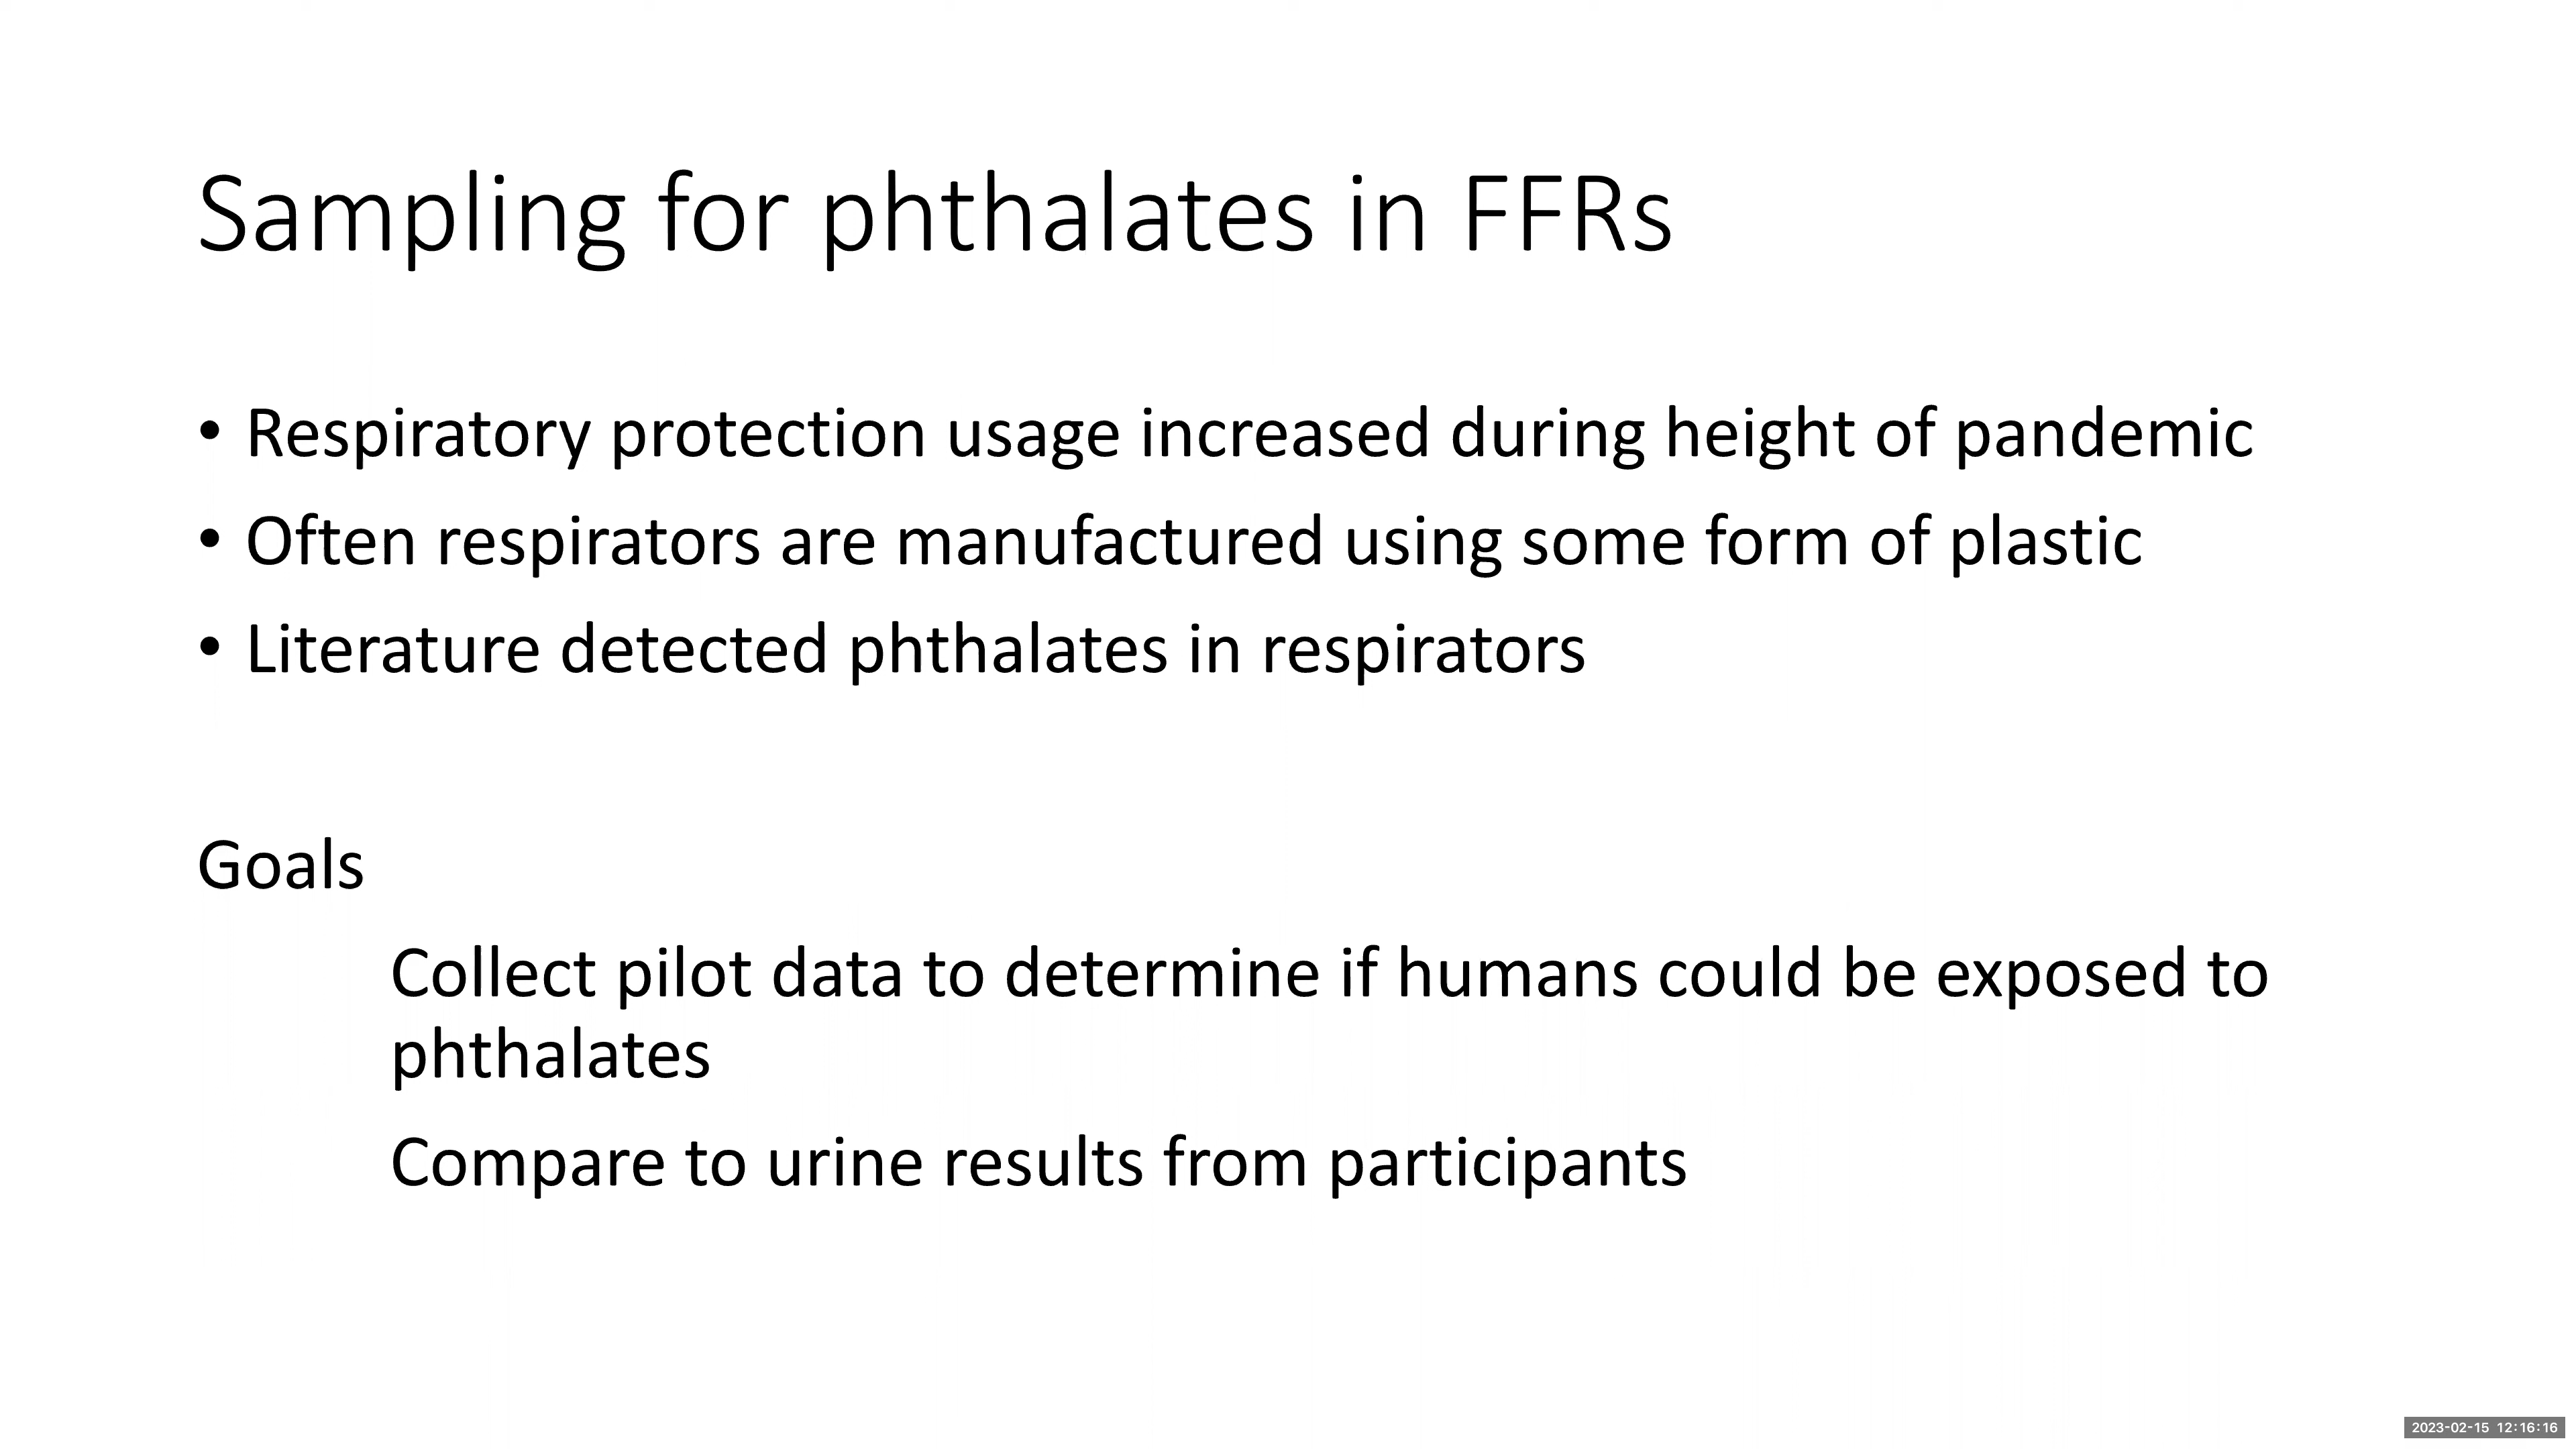 Sampling for phthalates in FFRs
• Respiratory protection usage increased during height of pandemic
• Often respirators are manufactured using some form of plastic
• Literature detected phthalates in respirators
Goals
Collect pilot data to determine if humans could be exposed to
phthalates
Compare to urine results from participants
2023-02-15 12:16:16